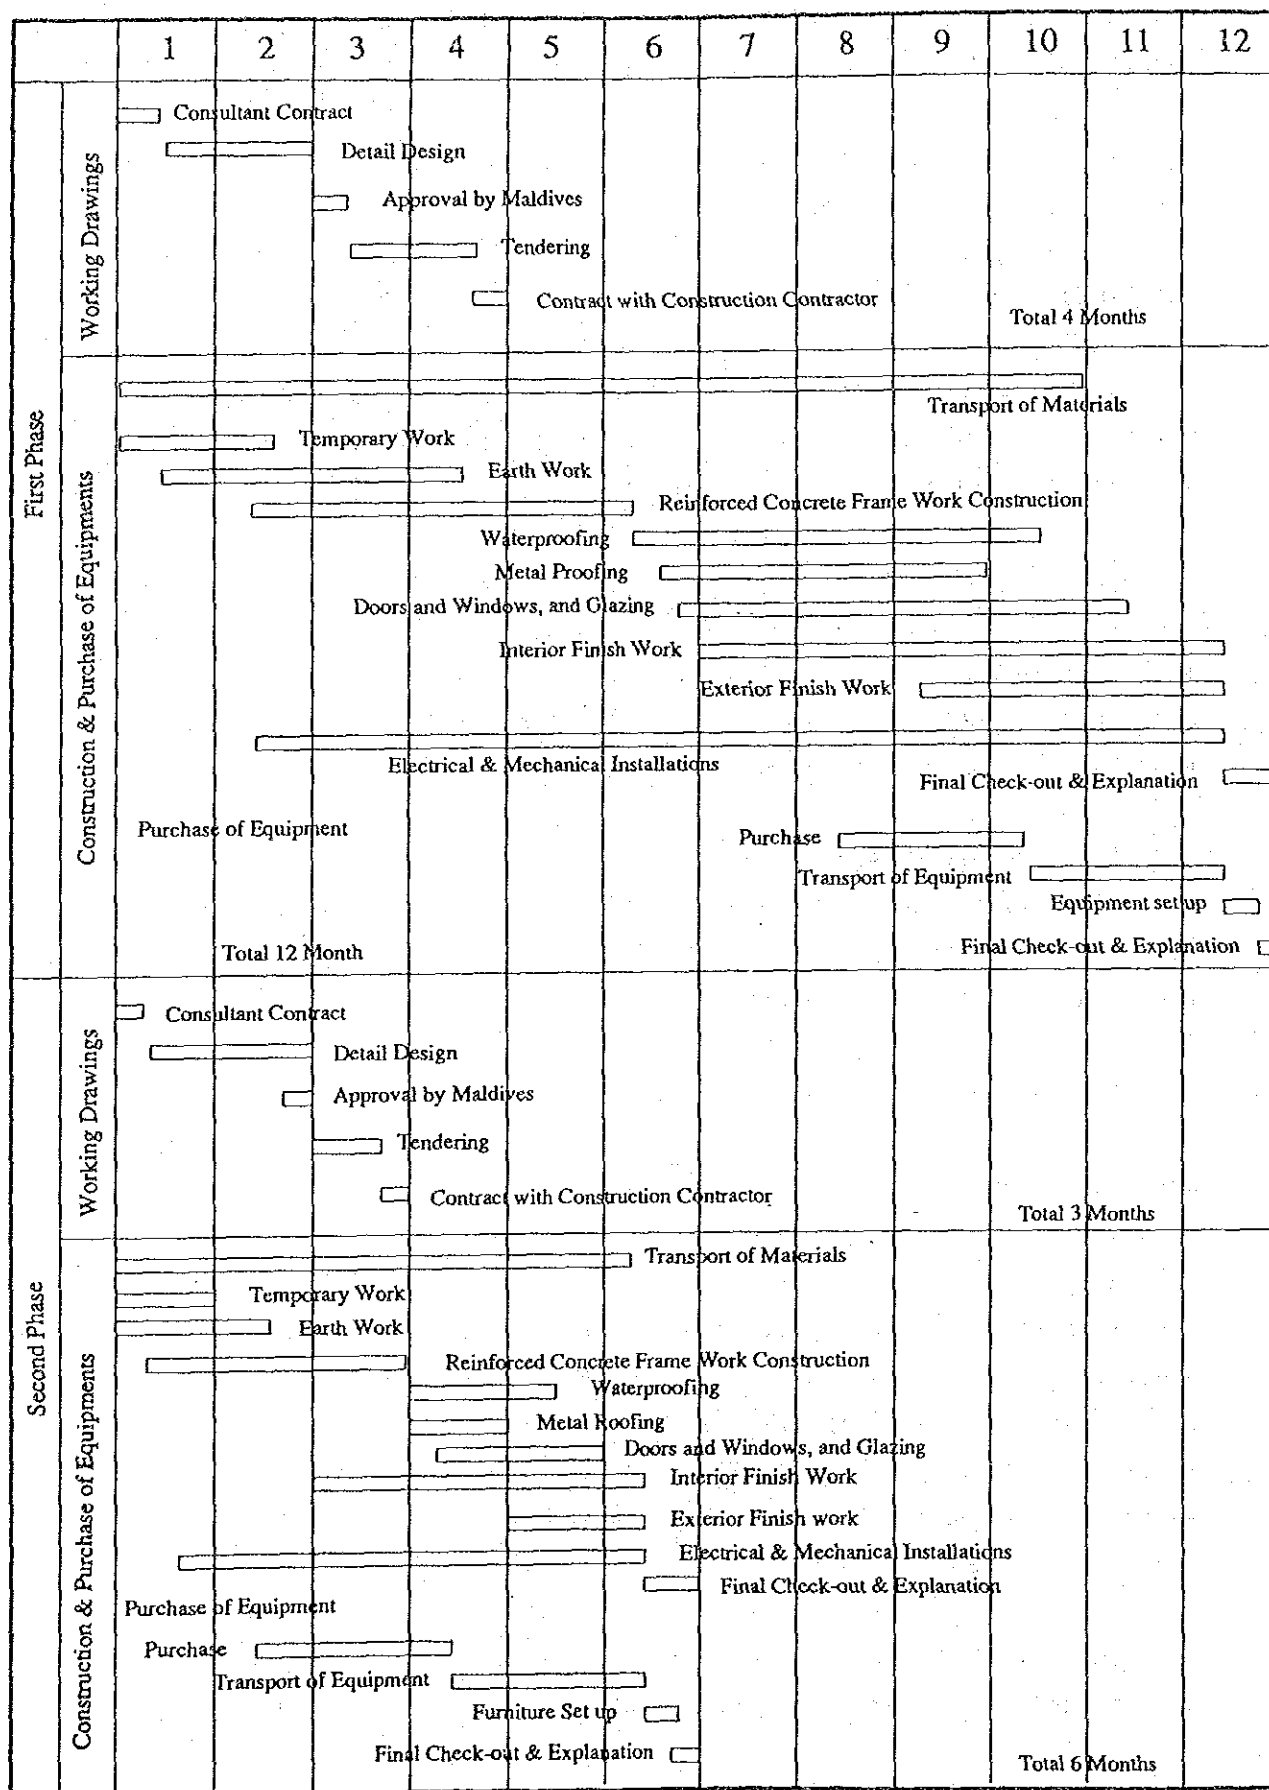 1 2 3 4 5 6 7 8 9 10 11 12
First Phase
Working Drawings
Consultant Contract
Detail Design
Approval by Maldives
Tendering
Contract with Construction Contractor
Total 4 Months
Construction & Purchase of Equipments
Transport of Materials
Temporary Work
Earth Work
Reinforced Concrete Frame Work Construction
Waterproofing
Metal Proofing
Doors and Windows, and Glazing
Interior Finish Work
Exterior Finish Work
Electrical & Mechanical Installations
Final Check-out & Explanation
Purchase of Equipment
Purchase
Transport of Equipment
Equipment set up
Final Check-out & Explanation
Total 12 Month
Second Phase
Working Drawings
Consultant Contract
Detail Design
Approval by Maldives
Tendering
Contract with Construction Contractor
Total 3 Months
Construction & Purchase of Equipments
Transport of Materials
Temporary Work
Earth Work
Reinforced Concrete Frame Work Construction
Waterproofing
Metal Roofing
Doors and Windows, and Glazing
Interior Finish Work
Exterior Finish work
Electrical & Mechanical Installations
Final Check-out & Explanation
Purchase of Equipment
Purchase
Transport of Equipment
Furniture Set up
Final Check-out & Explanation
Total 6 Months